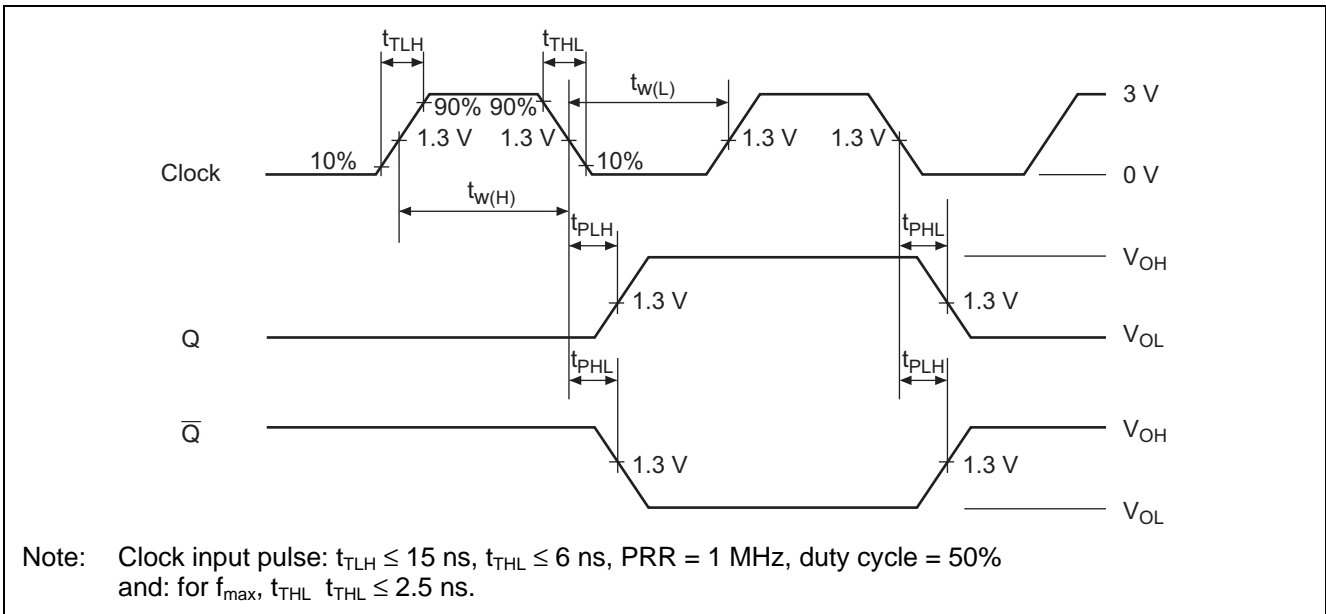 tTLH tTHL
tw(L)
90% 90% 3 V
1.3 V 1.3 V 1.3 V 1.3 V
10% 10%
Clock 0 V
tw(H)
tPLH tPHL
VOH
1.3 V 1.3 V
Q VOL
tPHL tPLH
Q̅ VOH
1.3 V 1.3 V
VOL
Note: Clock input pulse: tTLH ≤ 15 ns, tTHL ≤ 6 ns, PRR = 1 MHz, duty cycle = 50%
and: for fmax, tTHL tTHL ≤ 2.5 ns.